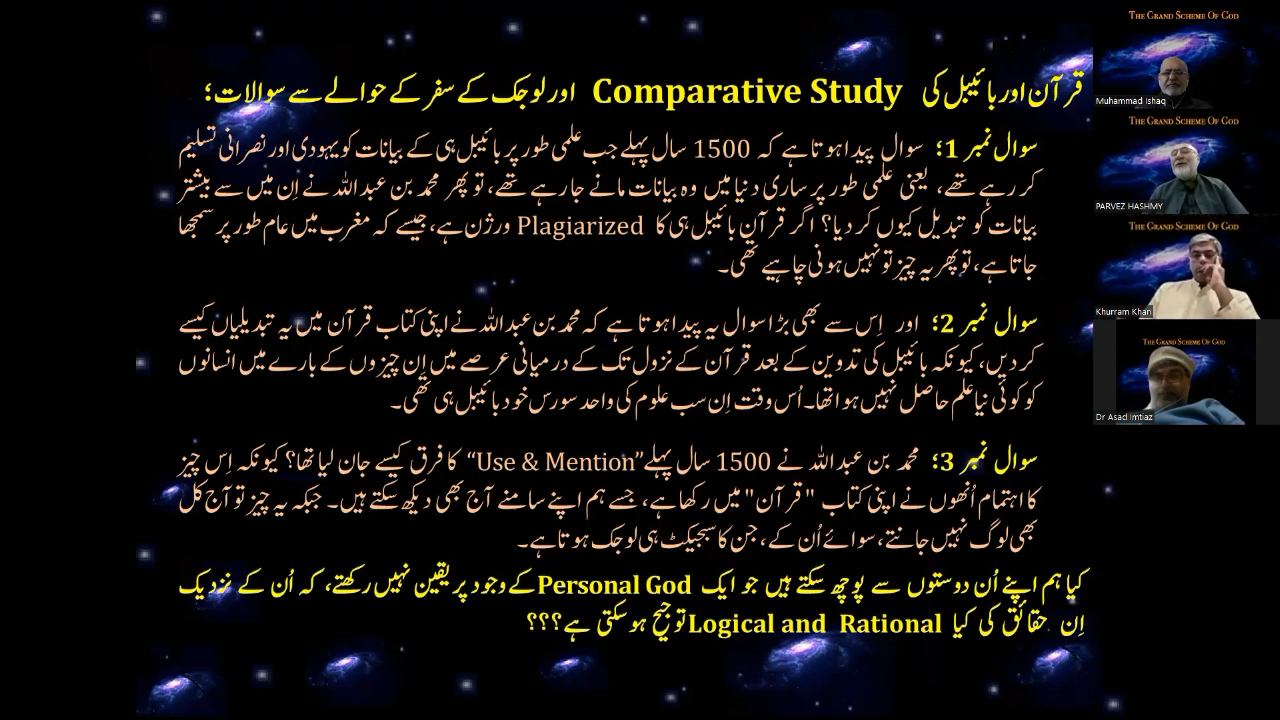 قرآن اور بائیبل کی Comparative Study اور لوجک کے سفر کے حوالے سے سوالات؛
سوال نمبر 1؛ سوال پیدا ہوتا ہے کہ 1500 سال پہلے جب علمی طور پر بائیبل ہی کے بیانات کو یہودی اور نصرانی تسلیم
کر رہے تھے، یعنی علمی طور پر ساری دنیا میں وہ بیانات مانے جا رہے تھے، تو پھر محمد بن عبد اللہ نے اِن میں سے بیشتر
بیانات کو تبدیل کیوں کر دیا؟ اگر قرآن بائیبل ہی کا Plagiarized ورژن ہے، جیسے کہ مغرب میں عام طور پر سمجھا
جاتا ہے، تو پھر یہ چیز تو نہیں ہونی چاہیے تھی۔
سوال نمبر 2؛ اور اِس سے بھی بڑا سوال یہ پیدا ہوتا ہے کہ محمد بن عبد اللہ نے اپنی کتاب قرآن میں یہ تبدیلیاں کیسے
کر دیں، کیونکہ بائیبل کی تدوین کے بعد قرآن کے نزول تک کے درمیانی عرصے میں اِن چیزوں کے بارے میں انسانوں
کو کوئی نیا علم حاصل نہیں ہوا تھا۔ اُس وقت اِن سب علوم کی واحد سورس خود بائیبل ہی تھی۔
سوال نمبر 3؛ محمد بن عبد اللہ نے 1500 سال پہلے “Use & Mention” کا فرق کیسے جان لیا تھا؟ کیونکہ اِس چیز
کا اہتمام اُنھوں نے اپنی کتاب "قرآن" میں رکھا ہے، جسے ہم اپنے سامنے آج بھی دیکھ سکتے ہیں۔ جبکہ یہ چیز تو آج کل
بھی لوگ نہیں جانتے، سوائے اُن کے، جن کا سبجیکٹ ہی لوجک ہوتا ہے۔
کیا ہم اپنے اُن دوستوں سے پوچھ سکتے ہیں جو ایک Personal God کے وجود پر یقین نہیں رکھتے، کہ اُن کے نزدیک
اِن حقائق کی کیا Logical and Rational توجیح ہو سکتی ہے؟؟؟
THE GRAND SCHEME OF GOD
Muhammad Ishaq
THE GRAND SCHEME OF GOD
PARVEZ HASHMY
THE GRAND SCHEME OF GOD
Khurram Khan
THE GRAND SCHEME OF GOD
Dr Asad Imtiaz